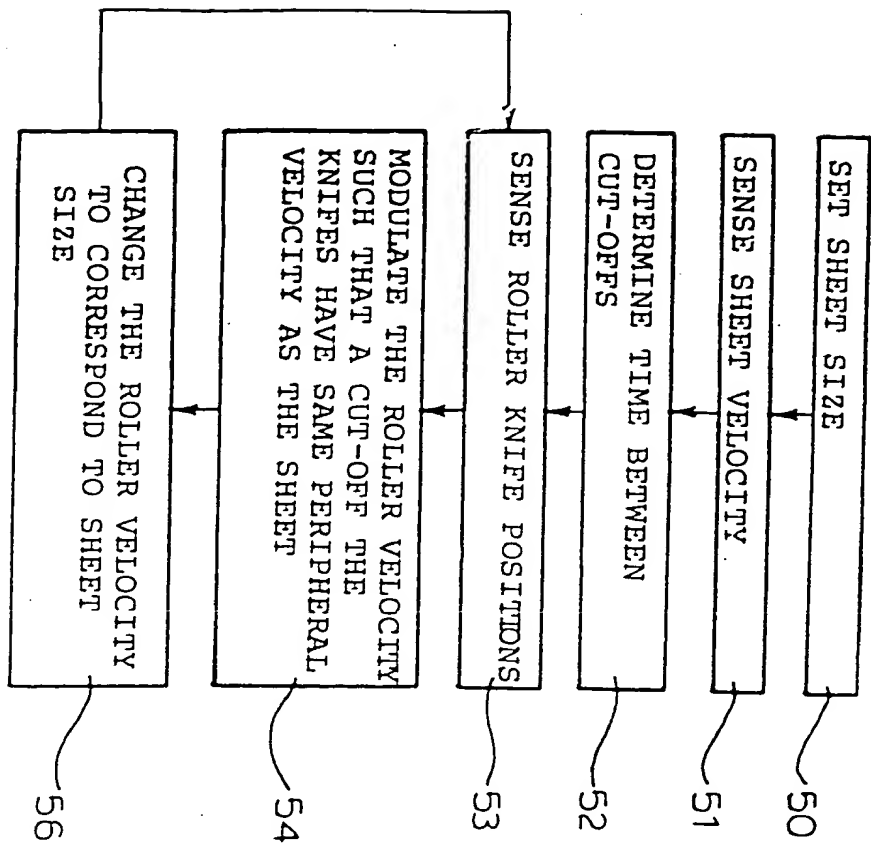 SET SHEET SIZE
50
SENSE SHEET VELOCITY
51
DETERMINE TIME BETWEEN
CUT-OFFS
52
SENSE ROLLER KNIFE POSITIONS
53
MODULATE THE ROLLER VELOCITY
SUCH THAT A CUT-OFF THE
KNIFES HAVE SAME PERIPHERAL
VELOCITY AS THE SHEET
54
CHANGE THE ROLLER VELOCITY
TO CORRESPOND TO SHEET
SIZE
56